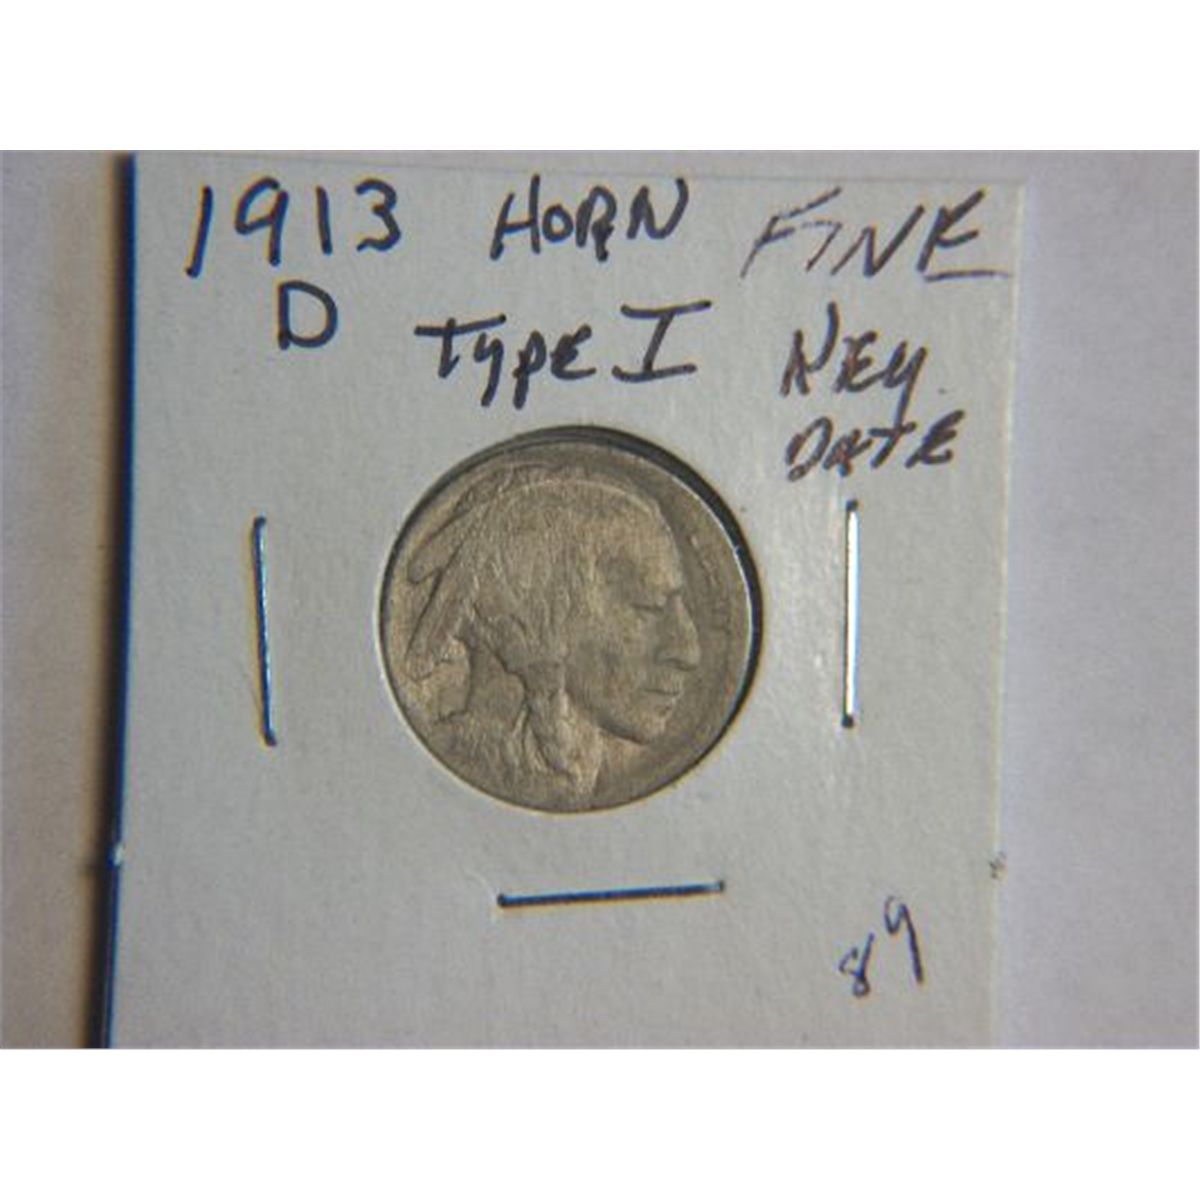 1913 HORN FINE
D TYPE I KEY
DATE
89